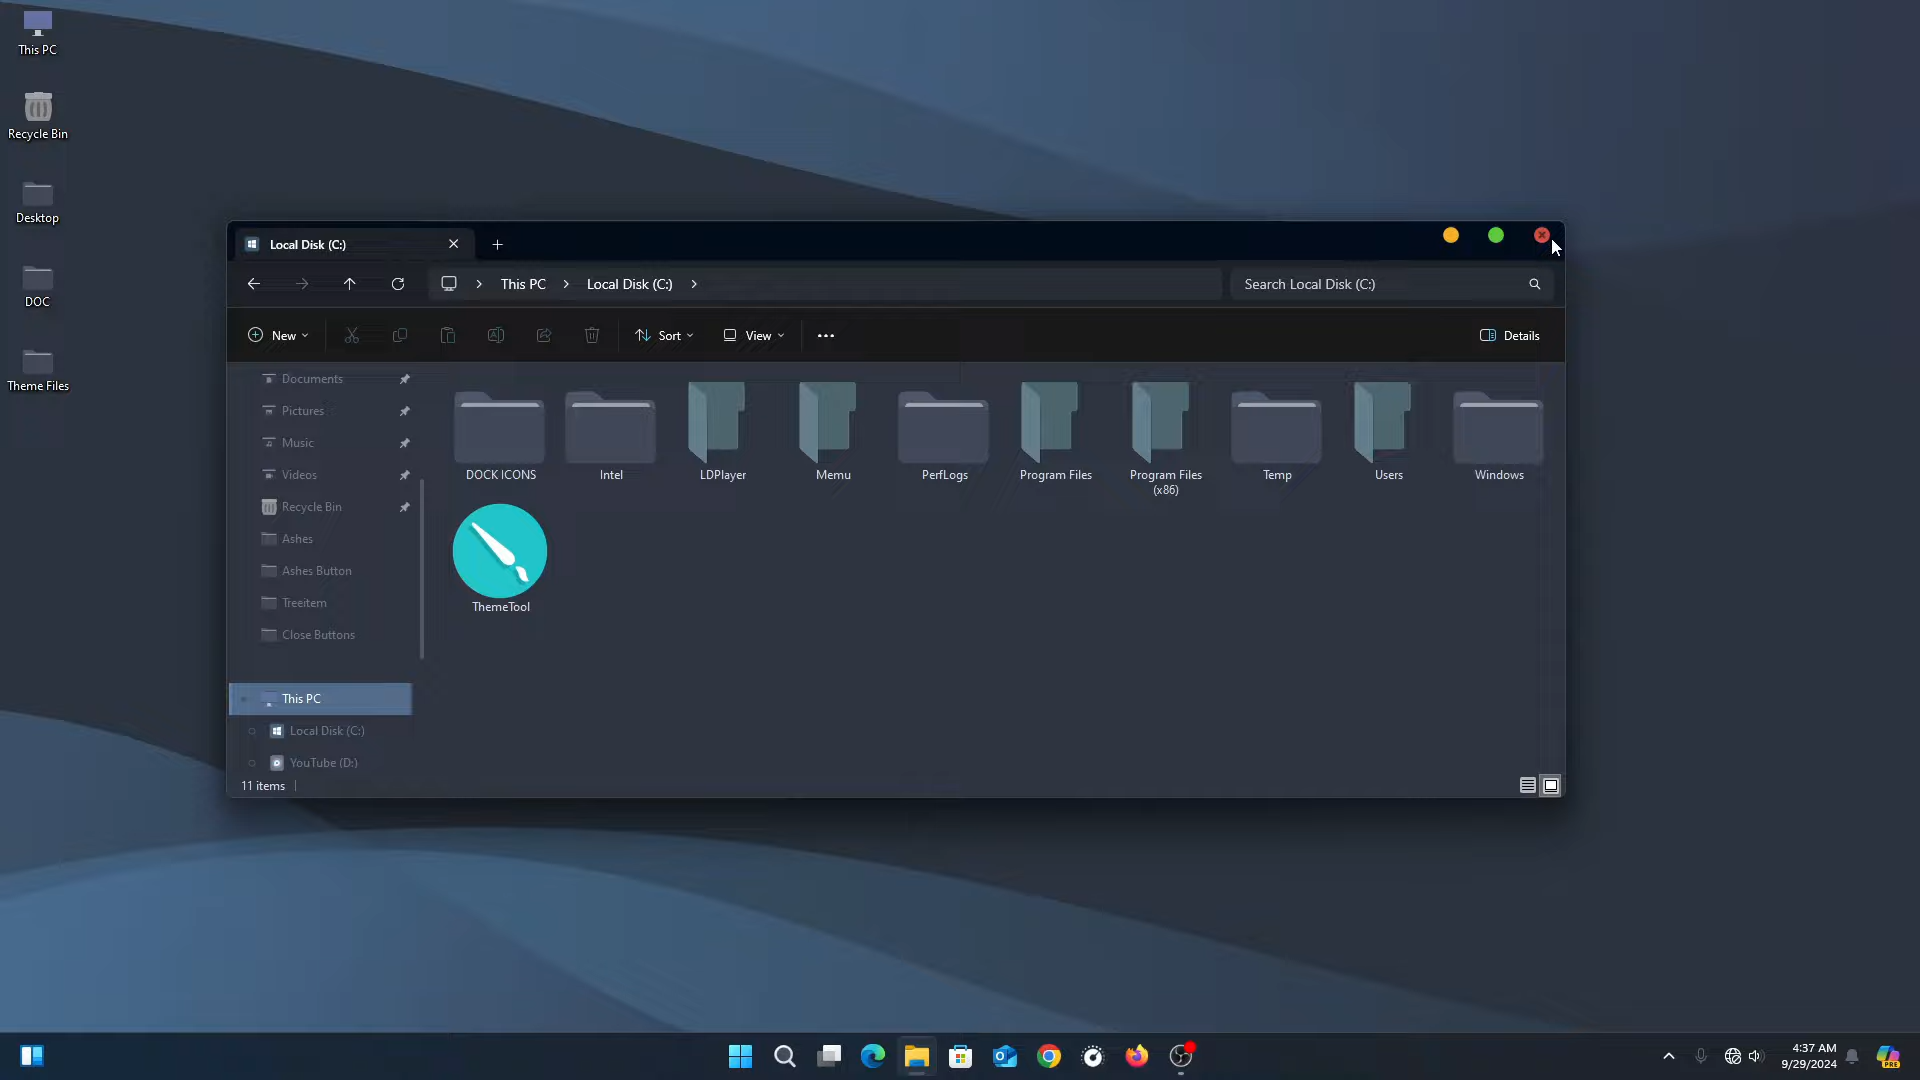 This PC
Recycle Bin
Desktop
DOC
Theme Files
Local Disk (C:)
This PC
Local Disk (C:)
Search Local Disk (C:)
New
Sort
View
Details
Documents
Pictures
Music
Videos
Recycle Bin
Ashes
Ashes Button
Treeitem
Close Buttons
This PC
Local Disk (C:)
YouTube (D:)
DOCK ICONS
Intel
LDPlayer
Memu
PerfLogs
Program Files
Program Files
(x86)
Temp
Users
Windows
ThemeTool
11 items
4:37 AM
9/29/2024
PRE